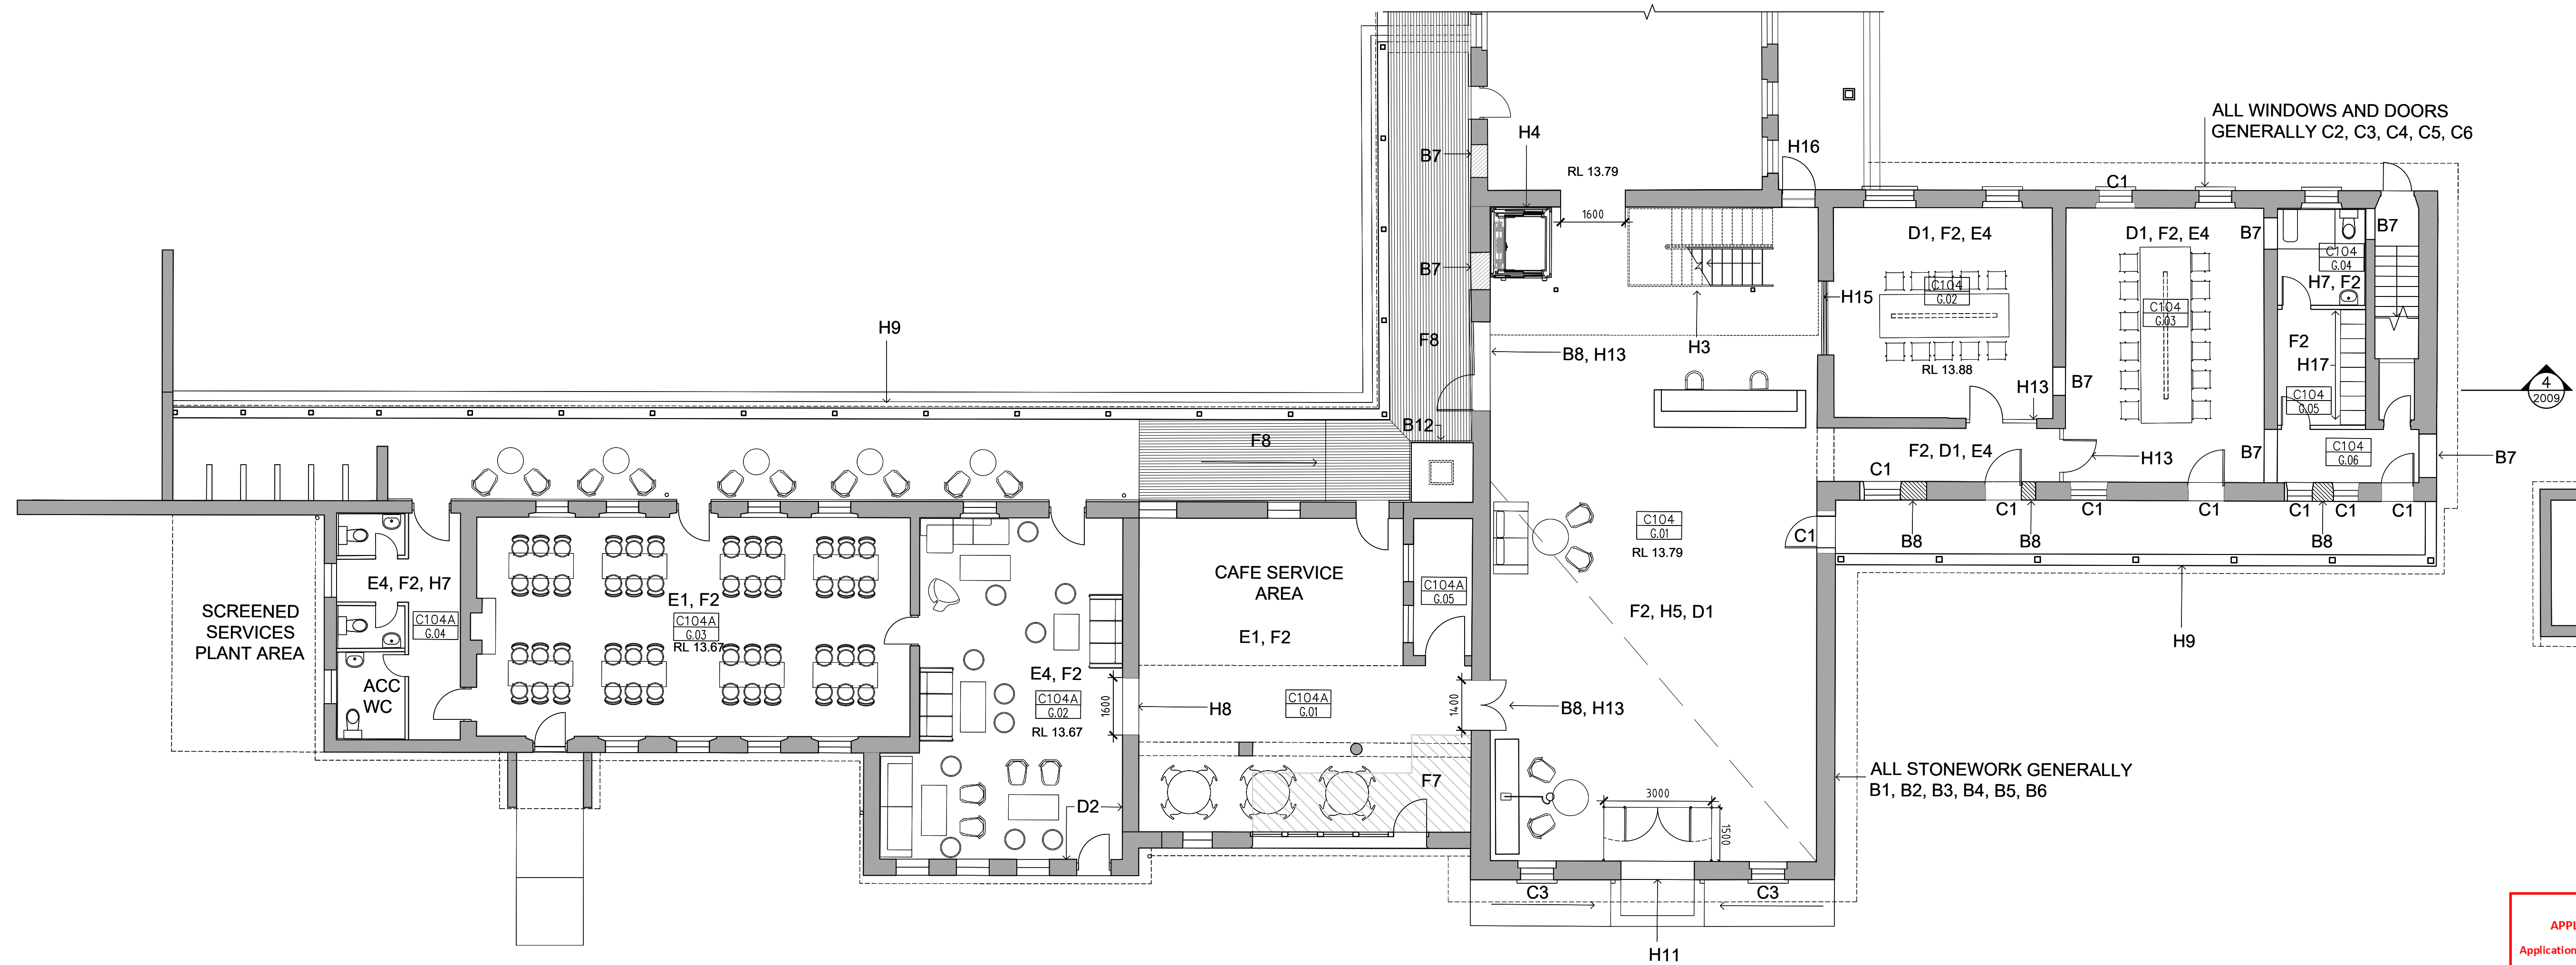 H4
B7
RL 13.79
H16
ALL WINDOWS AND DOORS
GENERALLY C2, C3, C4, C5, C6
1600
C1
B7
D1, F2, E4
D1, F2, E4
B7
B7
C104
G.04
H7, F2
C104
G.02
H15
C104
G.03
H9
F8
B8, H13
H3
F2
H17
RL 13.88
H13
B7
C104
G.05
4
2009
B12
F8
F2, D1, E4
H13
B7
C104
G.06
B7
C1
C104
G.01
RL 13.79
C1
C1
C1
C1
C1
C1
C1
B8
B8
B8
CAFE SERVICE
AREA
E1, F2
C104A
G.05
E4, F2, H7
C104A
G.04
E1, F2
C104A
G.03
RL 13.67
SCREENED
SERVICES
PLANT AREA
F2, H5, D1
H9
ACC
WC
E4, F2
C104A
G.02
RL 13.67
1600
H8
C104A
G.01
1400
B8, H13
ALL STONEWORK GENERALLY
B1, B2, B3, B4, B5, B6
F7
D2
3000
1500
C3
C3
H11
APPL
Application